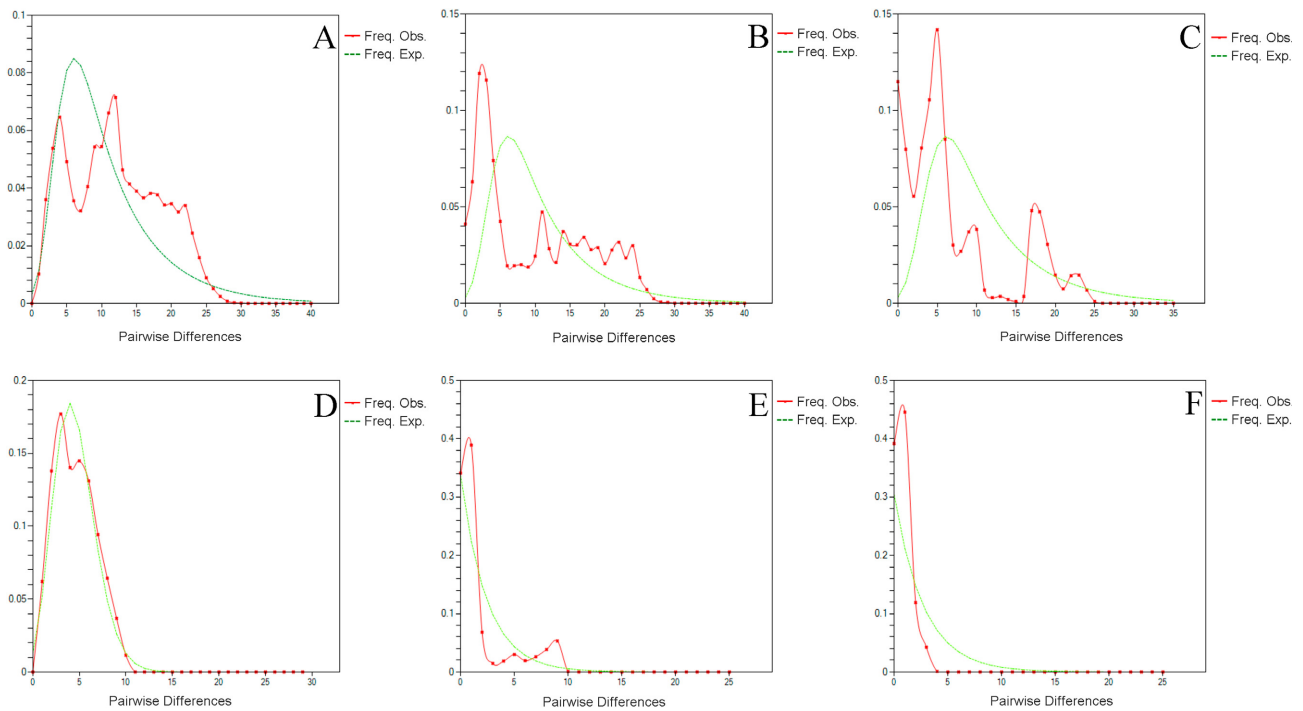 A
Freq. Obs.
Freq. Exp.
0.1
0.08
0.06
0.04
0.02
0
0 5 10 15 20 25 30 35 40
Pairwise Differences
B
Freq. Obs.
Freq. Exp.
0.15
0.1
0.05
0
0 5 10 15 20 25 30 35 40
Pairwise Differences
C
Freq. Obs.
Freq. Exp.
0.15
0.1
0.05
0
0 5 10 15 20 25 30 35
Pairwise Differences
D
Freq. Obs.
Freq. Exp.
0.2
0.15
0.1
0.05
0
0 5 10 15 20 25 30
Pairwise Differences
E
Freq. Obs.
Freq. Exp.
0.5
0.4
0.3
0.2
0.1
0
0 5 10 15 20 25
Pairwise Differences
F
Freq. Obs.
Freq. Exp.
0.5
0.4
0.3
0.2
0.1
0
0 5 10 15 20 25
Pairwise Differences